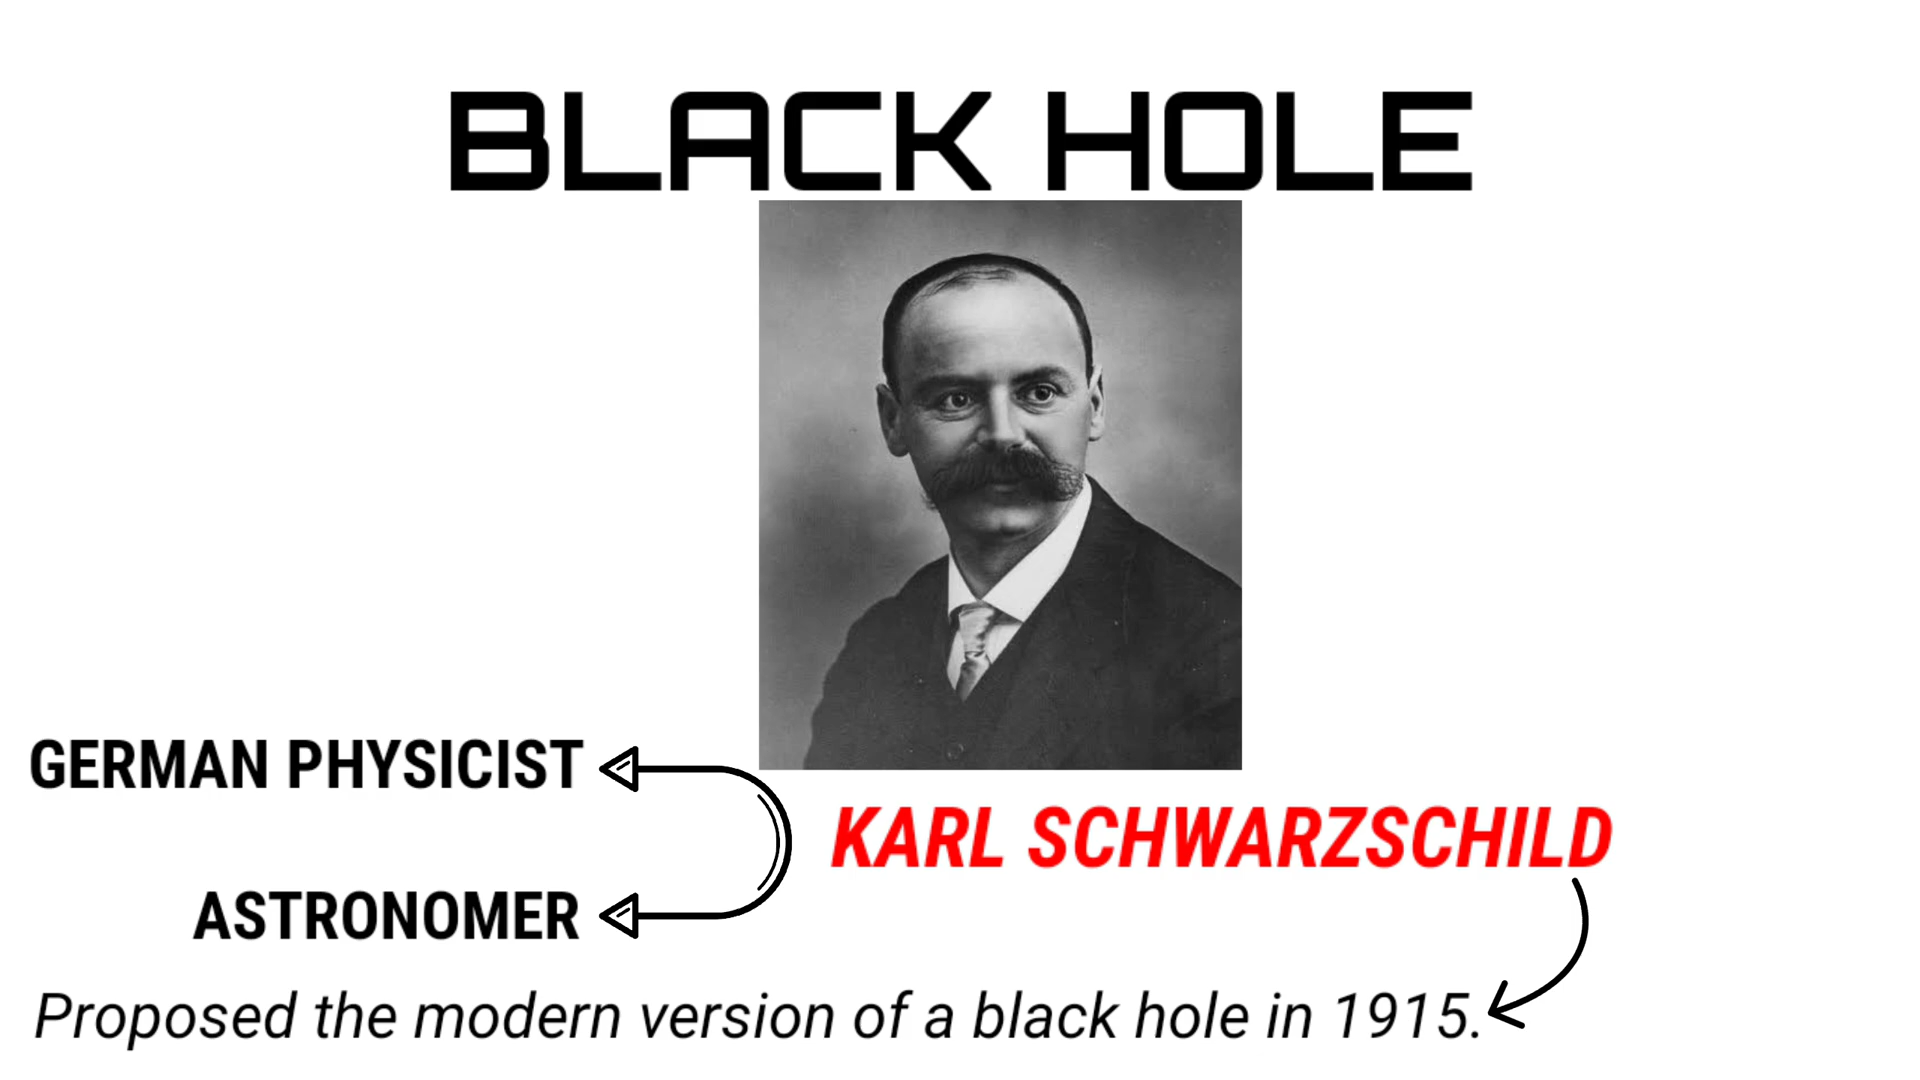 BLACK HOLE
GERMAN PHYSICIST
KARL SCHWARZSCHILD
ASTRONOMER
Proposed the modern version of a black hole in 1915.